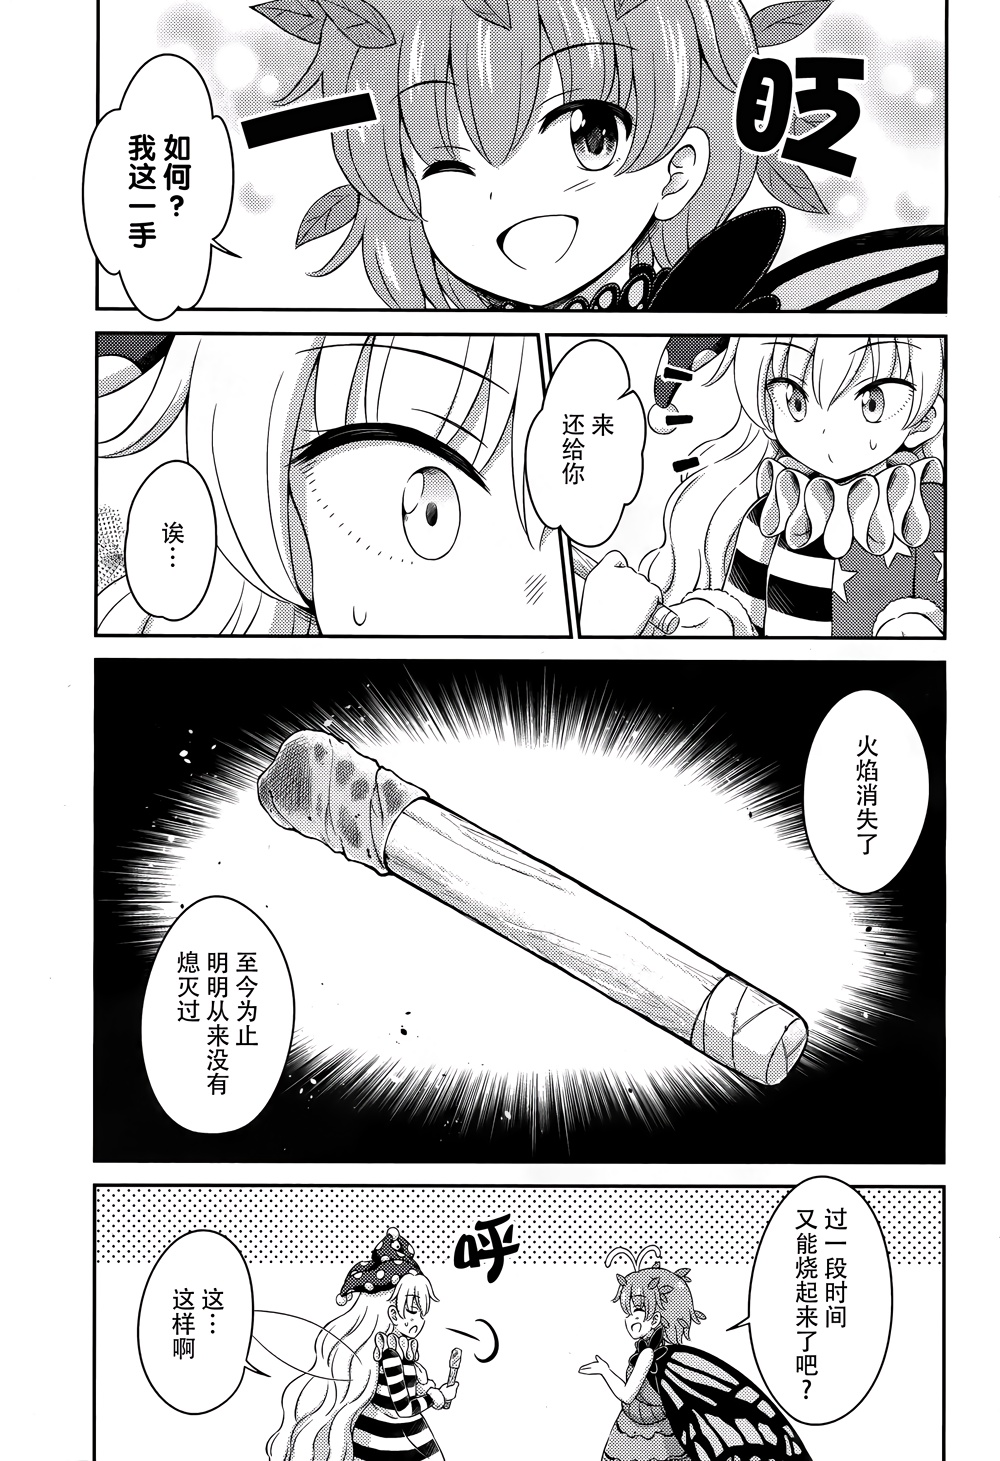 眨
一
如何？
我这一手
来
还给你
诶…
火焰消失了
至今为止
明明从来没有
熄灭过
过一段时间
又能烧起来了吧？
呼
这…
这样啊